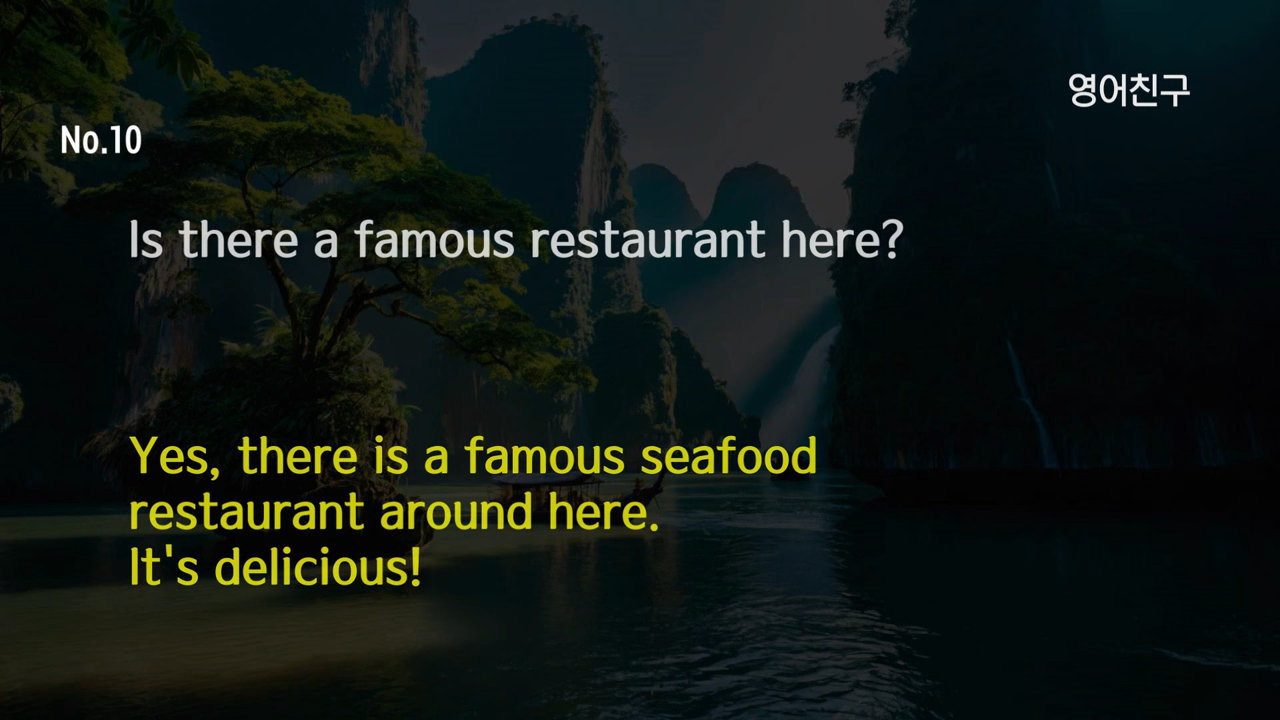 영어친구
No.10
Is there a famous restaurant here?
Yes, there is a famous seafood
restaurant around here.
It's delicious!